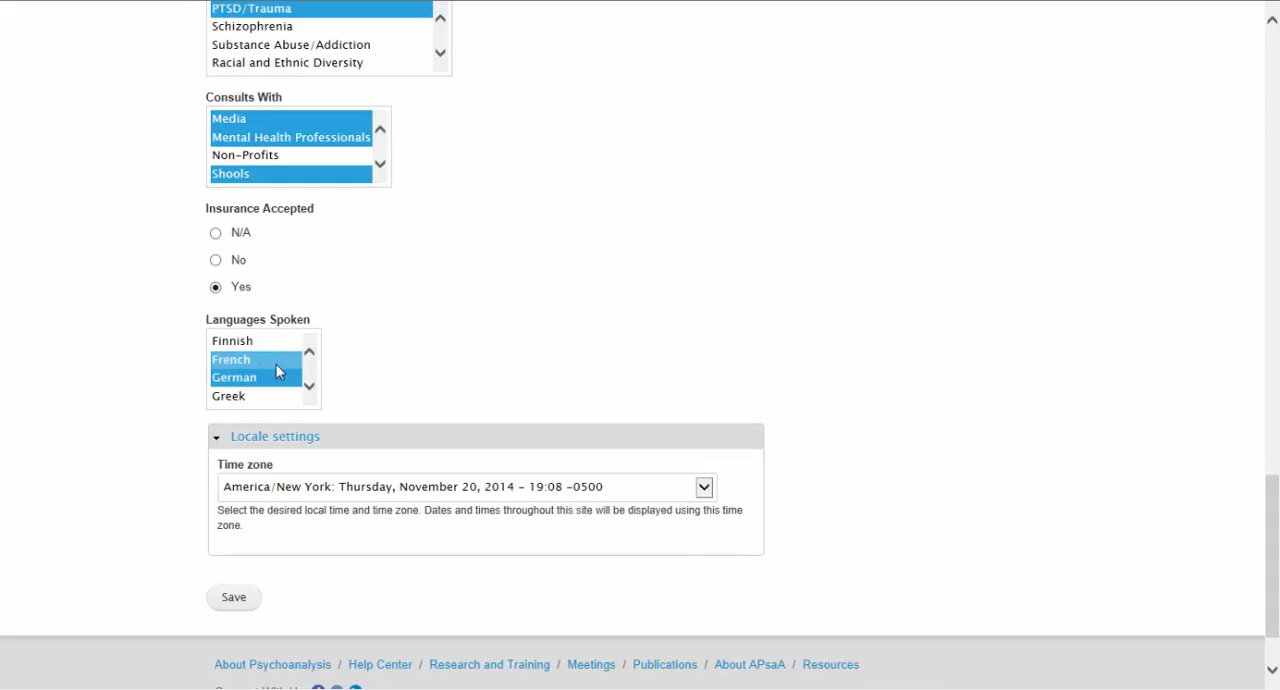 PTSD/Trauma
Schizophrenia
Substance Abuse/Addiction
Racial and Ethnic Diversity
Consults With
Media
Mental Health Professionals
Non-Profits
Shools
Insurance Accepted
N/A
No
Yes
Languages Spoken
Finnish
French
German
Greek
Locale settings
Time zone
America/New York: Thursday, November 20, 2014 - 19:08 -0500
Select the desired local time and time zone. Dates and times throughout this site will be displayed using this time
zone.
Save
About Psychoanalysis / Help Center / Research and Training / Meetings / Publications / About APsaA / Resources